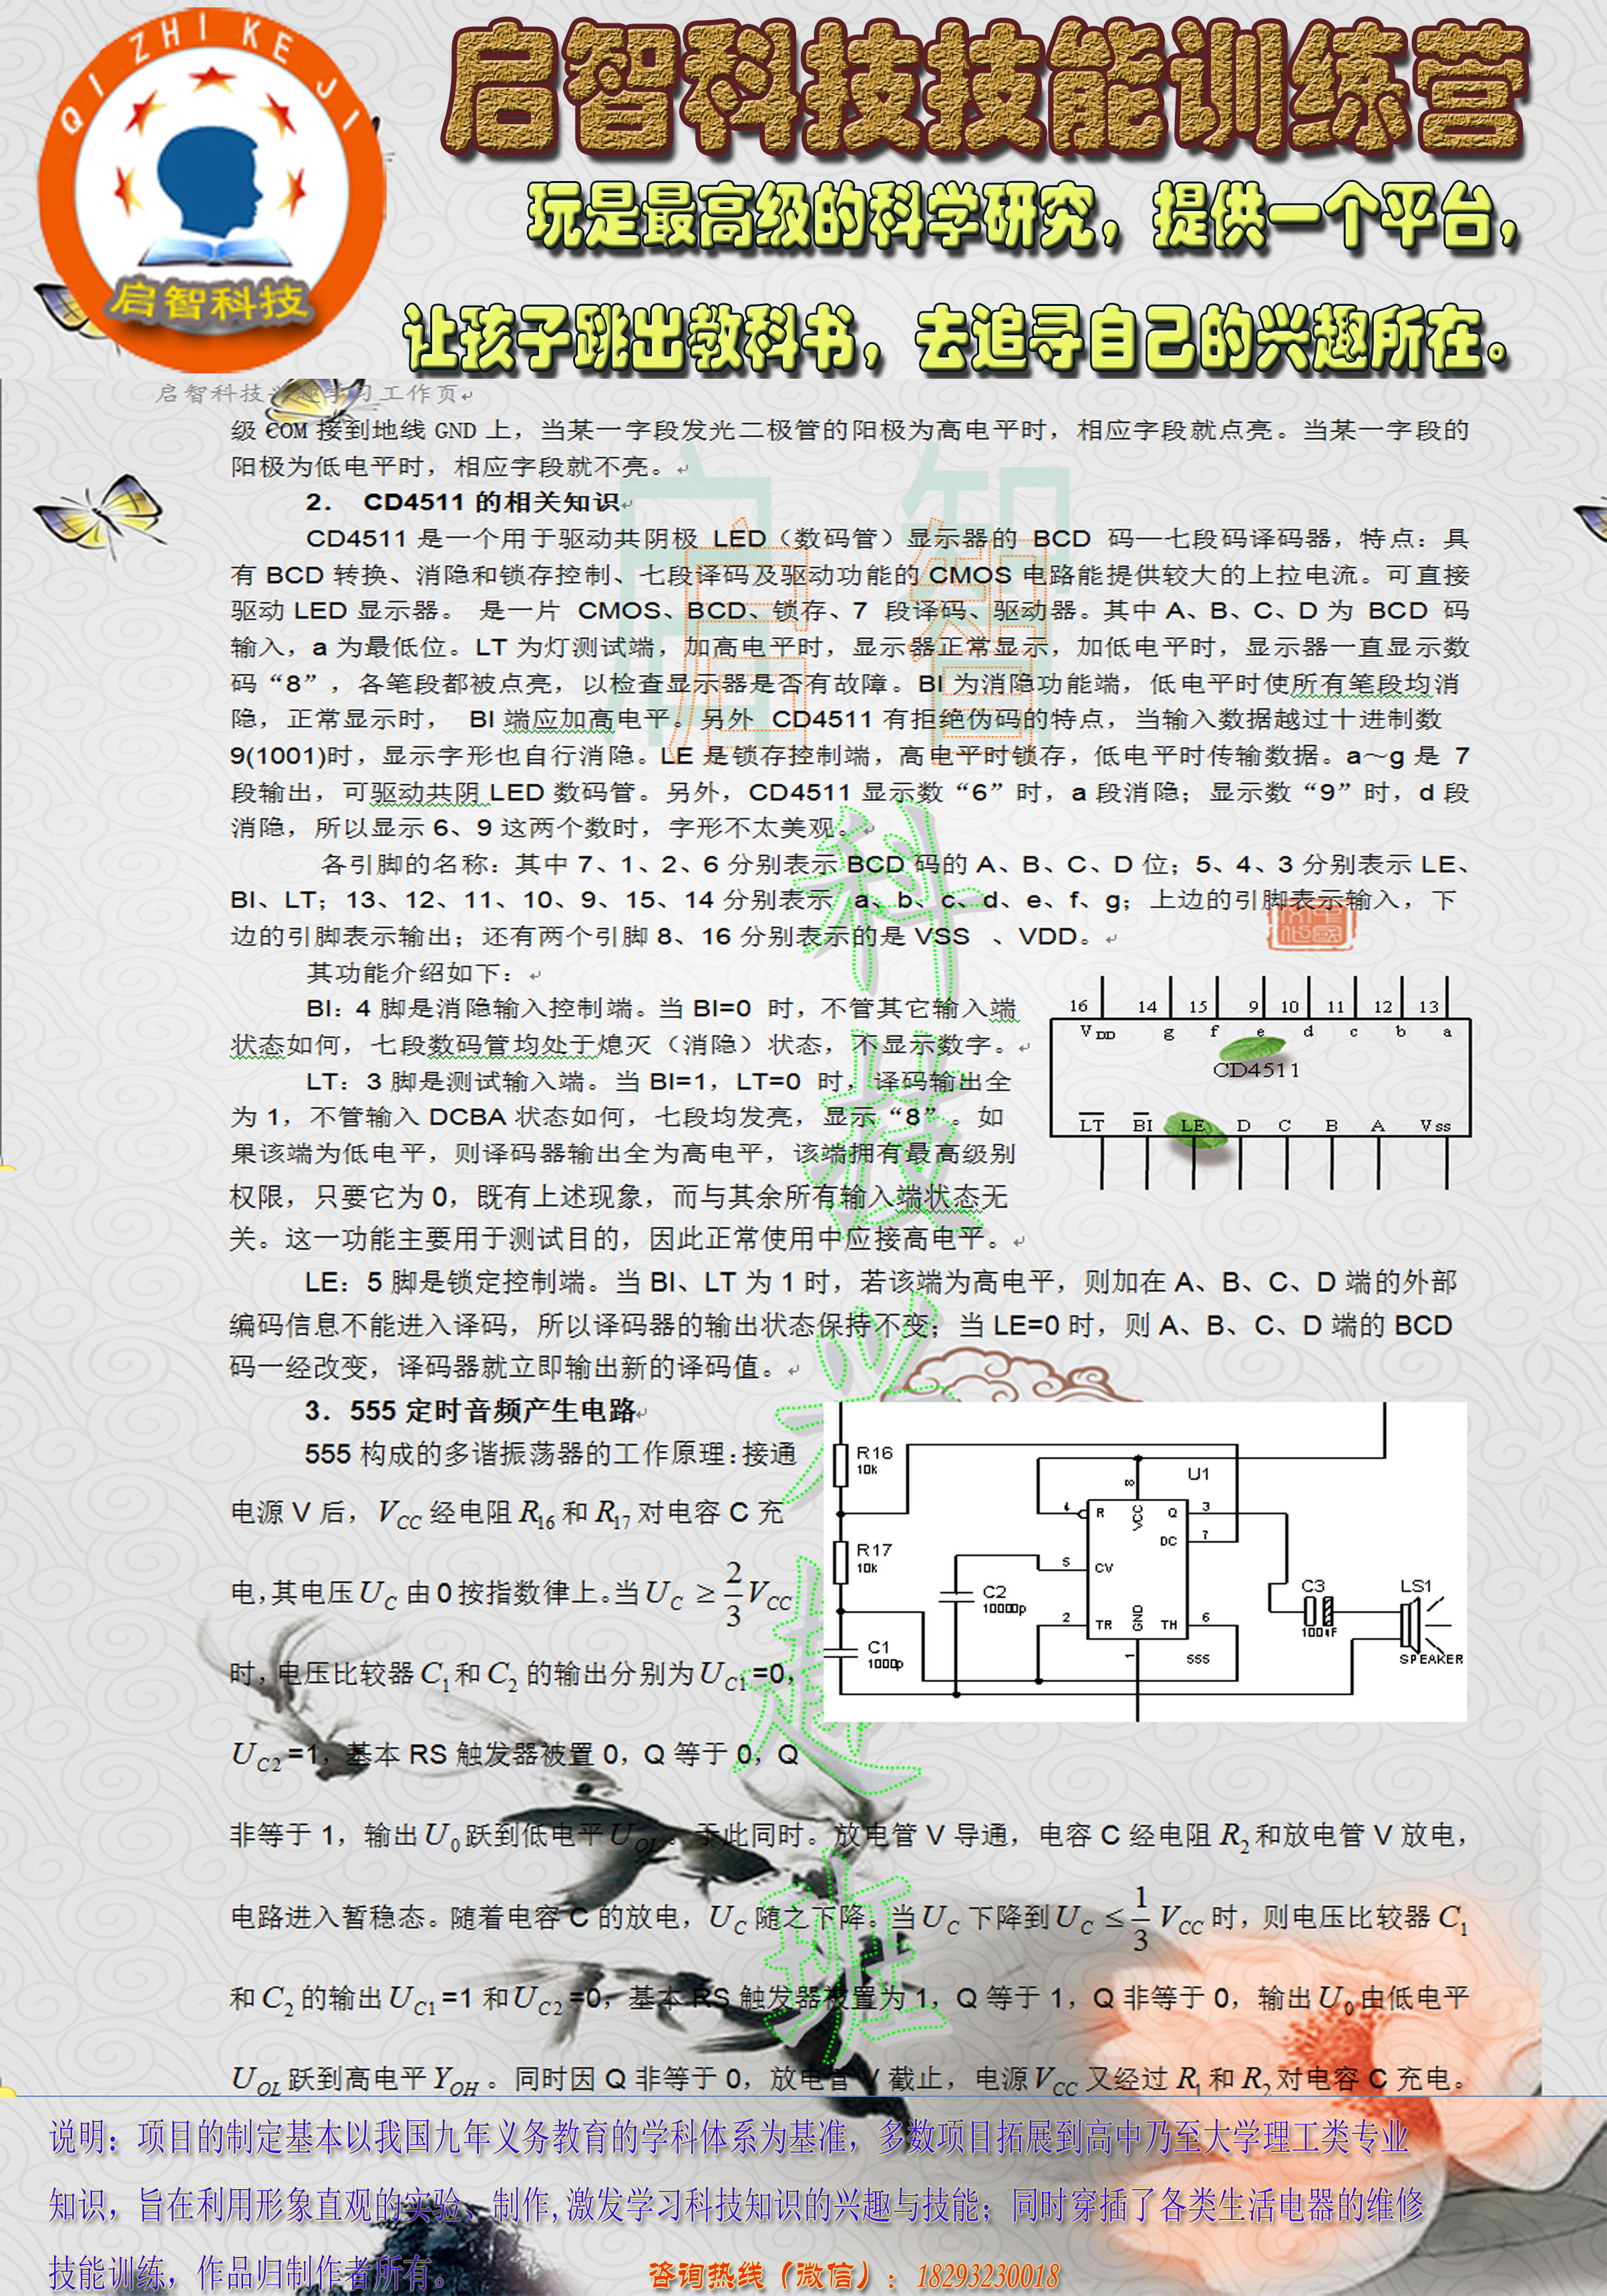 QI ZHI KE JI
启智科技
启智科技技能训练营
玩是最高级的科学研究，提供一个平台，
让孩子跳出教科书，去追寻自己的兴趣所在。
启智科技兴趣学习工作页
级 COM 接到地线 GND 上，当某一字段发光二极管的阳极为高电平时，相应字段就点亮。当某一字段的
阳极为低电平时，相应字段就不亮。
2． CD4511 的相关知识
CD4511 是一个用于驱动共阴极 LED（数码管）显示器的 BCD 码—七段码译码器，特点：具
有 BCD 转换、消隐和锁存控制、七段译码及驱动功能的 CMOS 电路能提供较大的上拉电流。可直接
驱动 LED 显示器。 是一片 CMOS、BCD、锁存、7 段译码、驱动器。其中 A、B、C、D 为 BCD 码
输入，a 为最低位。LT 为灯测试端，加高电平时，显示器正常显示，加低电平时，显示器一直显示数
码“8”，各笔段都被点亮，以检查显示器是否有故障。BI 为消隐功能端，低电平时使所有笔段均消
隐，正常显示时， BI 端应加高电平。另外 CD4511 有拒绝伪码的特点，当输入数据越过十进制数
9(1001)时，显示字形也自行消隐。LE 是锁存控制端，高电平时锁存，低电平时传输数据。a～g 是 7
段输出，可驱动共阴 LED 数码管。另外，CD4511 显示数“6”时，a 段消隐；显示数“9”时，d 段
消隐，所以显示 6、9 这两个数时，字形不太美观。
各引脚的名称：其中 7、1、2、6 分别表示 BCD 码的 A、B、C、D 位；5、4、3 分别表示 LE、
BI、LT；13、12、11、10、9、15、14 分别表示 a、b、c、d、e、f、g；上边的引脚表示输入，下
边的引脚表示输出；还有两个引脚 8、16 分别表示的是 VSS 、VDD。
其功能介绍如下：
BI：4 脚是消隐输入控制端。当 BI=0 时，不管其它输入端
状态如何，七段数码管均处于熄灭（消隐）状态，不显示数字。
LT：3 脚是测试输入端。当 BI=1，LT=0 时，译码输出全
为 1，不管输入 DCBA 状态如何，七段均发亮，显示“8”。如
果该端为低电平，则译码器输出全为高电平，该端拥有最高级别
权限，只要它为 0，既有上述现象，而与其余所有输入端状态无
关。这一功能主要用于测试目的，因此正常使用中应接高电平。
16 14 15 9 10 11 12 13
VDD g f e d c b a
CD4511
LT BI LE D C B A Vss
LE：5 脚是锁定控制端。当 BI、LT 为 1 时，若该端为高电平，则加在 A、B、C、D 端的外部
编码信息不能进入译码，所以译码器的输出状态保持不变；当 LE=0 时，则 A、B、C、D 端的 BCD
码一经改变，译码器就立即输出新的译码值。
3．555 定时音频产生电路
555 构成的多谐振荡器的工作原理：接通
电源 V 后，VCC 经电阻 R16 和 R17 对电容 C 充
电，其电压 UC 由 0 按指数律上。当 UC ≥ 2/3 VCC
时，电压比较器 C1 和 C2 的输出分别为 UC1 =0，
UC2 =1，基本 RS 触发器被置 0，Q 等于 0，Q
R16
10k
R17
10k
C1
1000p
C2
10000p
U1
8
4 R VCC Q 3
DC 7
5 CV
2 TR GND TH 6
1
555
C3
100uF
LS1
SPEAKER
非等于 1，输出 U0 跃到低电平 UOL。于此同时。放电管 V 导通，电容 C 经电阻 R2 和放电管 V 放电，
电路进入暂稳态。随着电容 C 的放电，UC 随之下降。当 UC 下降到 UC ≤ 1/3 VCC 时，则电压比较器 C1
和 C2 的输出 UC1 =1 和 UC2 =0，基本 RS 触发器被置为 1，Q 等于 1，Q 非等于 0，输出 U0 由低电平
UOL 跃到高电平 YOH 。同时因 Q 非等于 0，放电管 V 截止，电源 VCC 又经过 R1 和 R2 对电容 C 充电。
启智
启智
科技兴趣班
说明：项目的制定基本以我国九年义务教育的学科体系为基准，多数项目拓展到高中乃至大学理工类专业
知识，旨在利用形象直观的实验、制作,激发学习科技知识的兴趣与技能；同时穿插了各类生活电器的维修
技能训练，作品归制作者所有。
咨询热线（微信）：18293230018